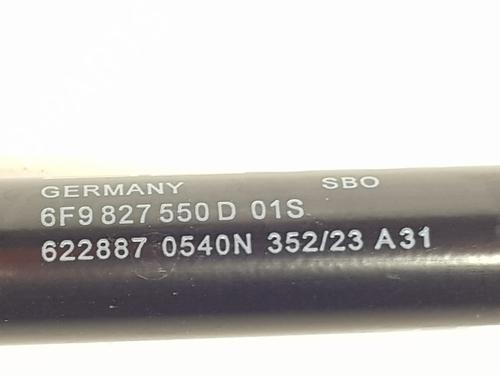 GERMANY SBO
6F9 827 550 D 01S
622887 0540N 352/23 A31